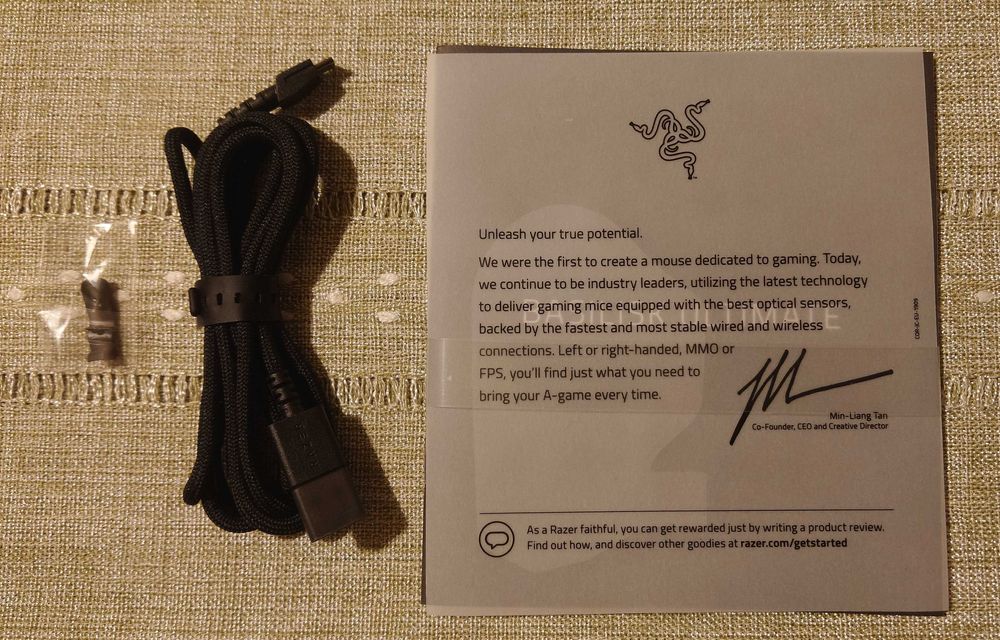 Unleash your true potential.
We were the first to create a mouse dedicated to gaming. Today,
we continue to be industry leaders, utilizing the latest technology
to deliver gaming mice equipped with the best optical sensors,
BASILISK ULTIMATE
backed by the fastest and most stable wired and wireless
connections. Left or right-handed, MMO or
FPS, you'll find just what you need to
bring your A-game every time.
Min-Liang Tan
Co-Founder, CEO and Creative Director
As a Razer faithful, you can get rewarded just by writing a product review.
Find out how, and discover other goodies at razer.com/getstarted
RAZER